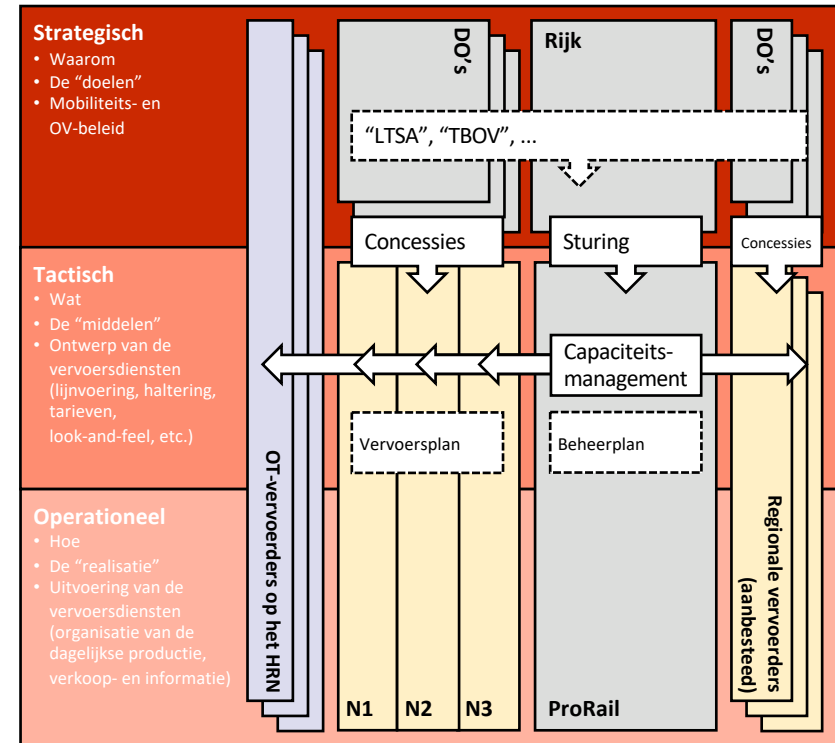 Strategisch
• Waarom
• De “doelen”
• Mobiliteits- en
OV-beleid
DO’s
Rijk
DO’s
“LTSA”, “TBOV”, ...
Concessies
Sturing
Concessies
Tactisch
• Wat
• De “middelen”
• Ontwerp van de
vervoersdiensten
(lijnvoering, haltering,
tarieven,
look-and-feel, etc.)
Capaciteits-
management
Vervoersplan
Beheerplan
Operationeel
• Hoe
• De “realisatie”
• Uitvoering van de
vervoersdiensten
(organisatie van de
dagelijkse productie,
verkoop- en informatie)
OT-vervoerders op het HRN
N1
N2
N3
ProRail
Regionale vervoerders
(aanbesteed)